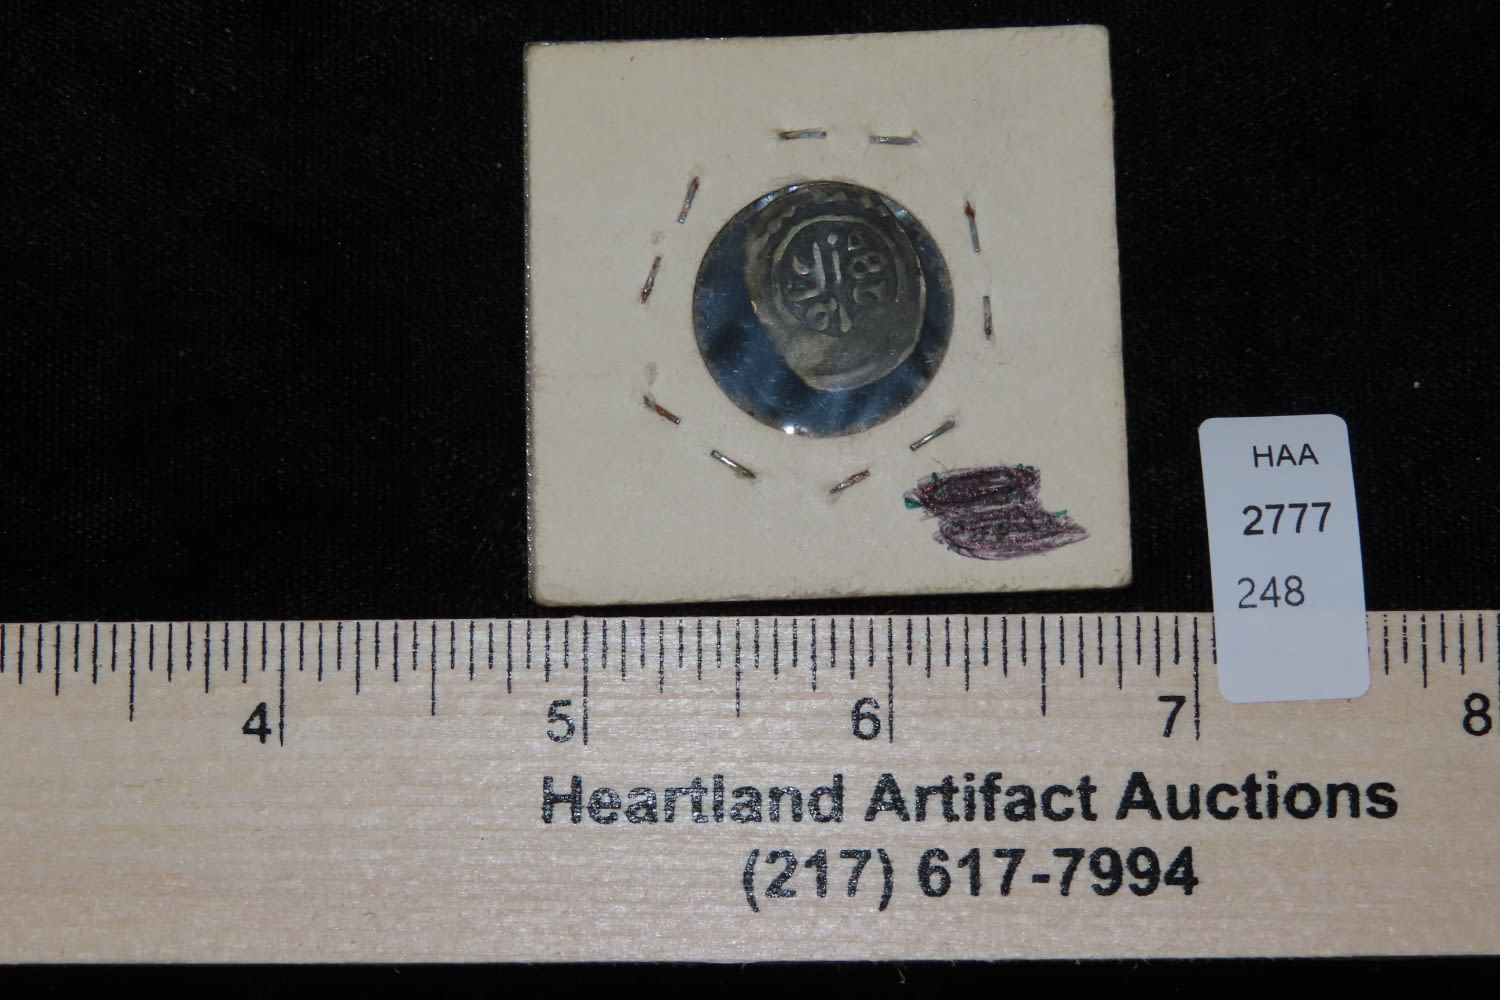 HAA
2777
248
4 5 6 7 8
Heartland Artifact Auctions
(217) 617-7994